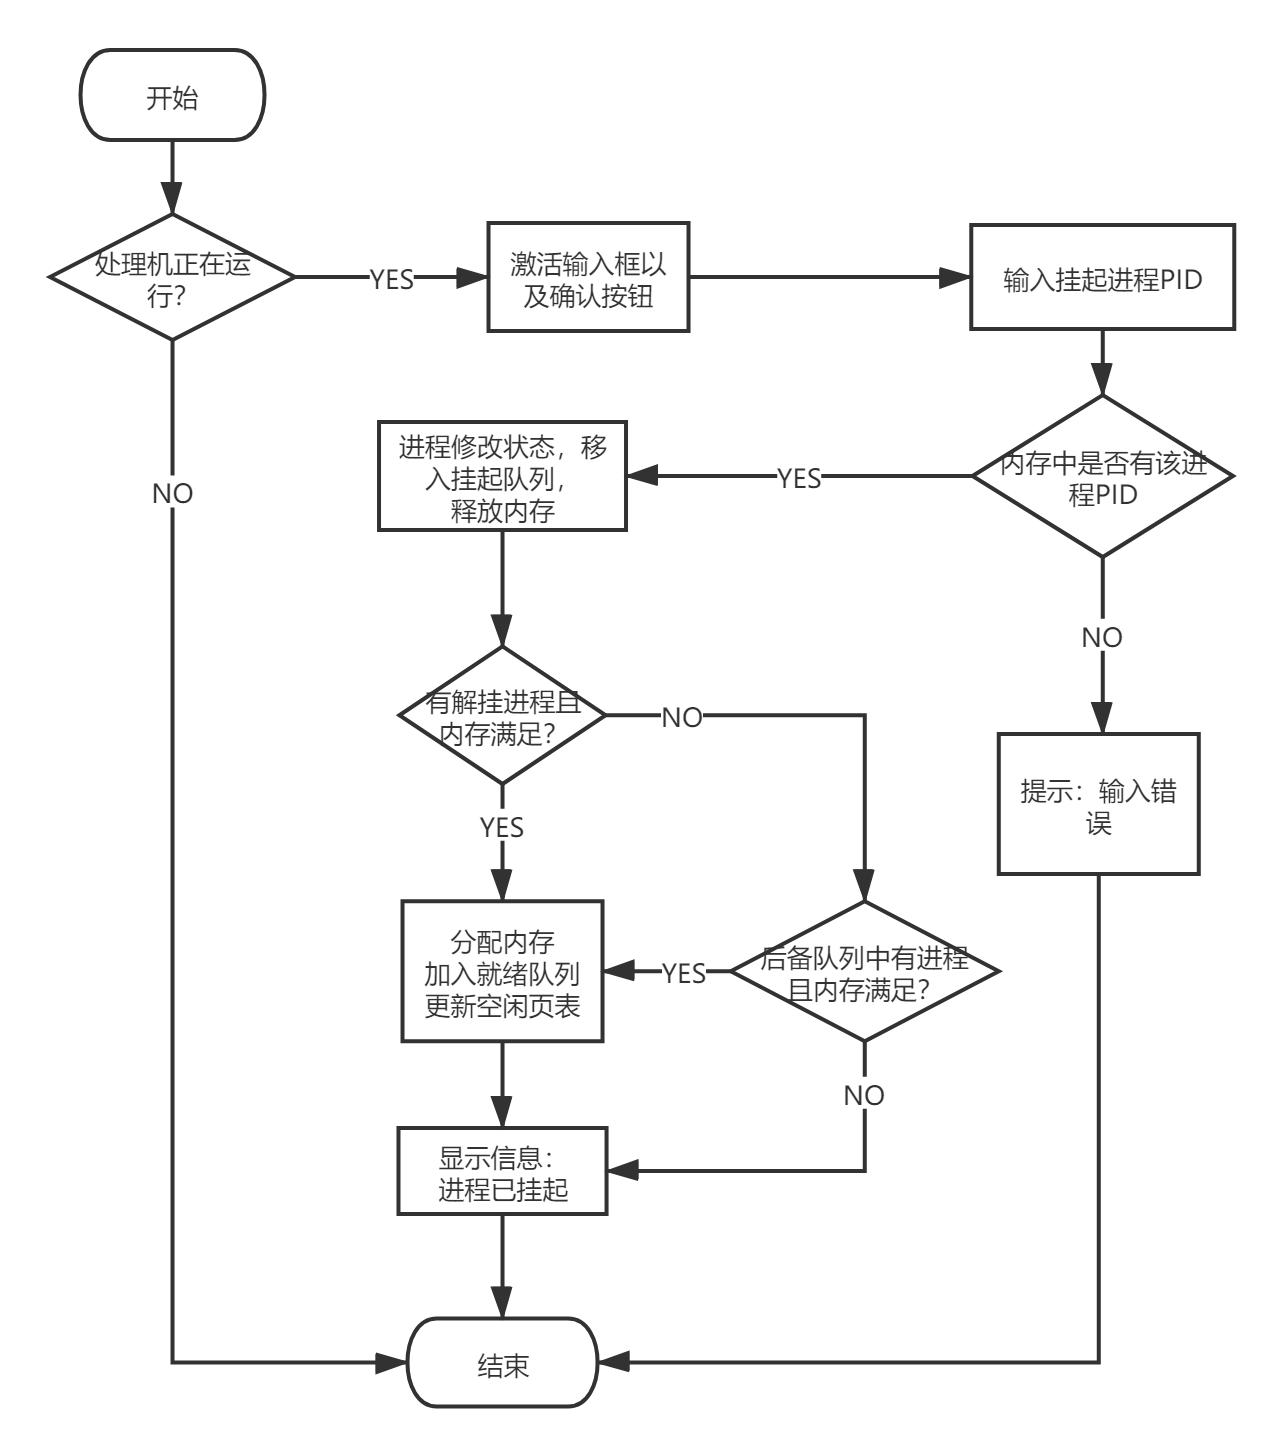 开始
处理机正在运
行？
YES
激活输入框以
及确认按钮
输入挂起进程PID
内存中是否有该进
程PID
YES
进程修改状态，移
入挂起队列，
释放内存
NO
NO
有解挂进程且
内存满足？
NO
提示：输入错
误
YES
分配内存
加入就绪队列
更新空闲页表
YES
后备队列中有进程
且内存满足？
NO
显示信息：
进程已挂起
结束